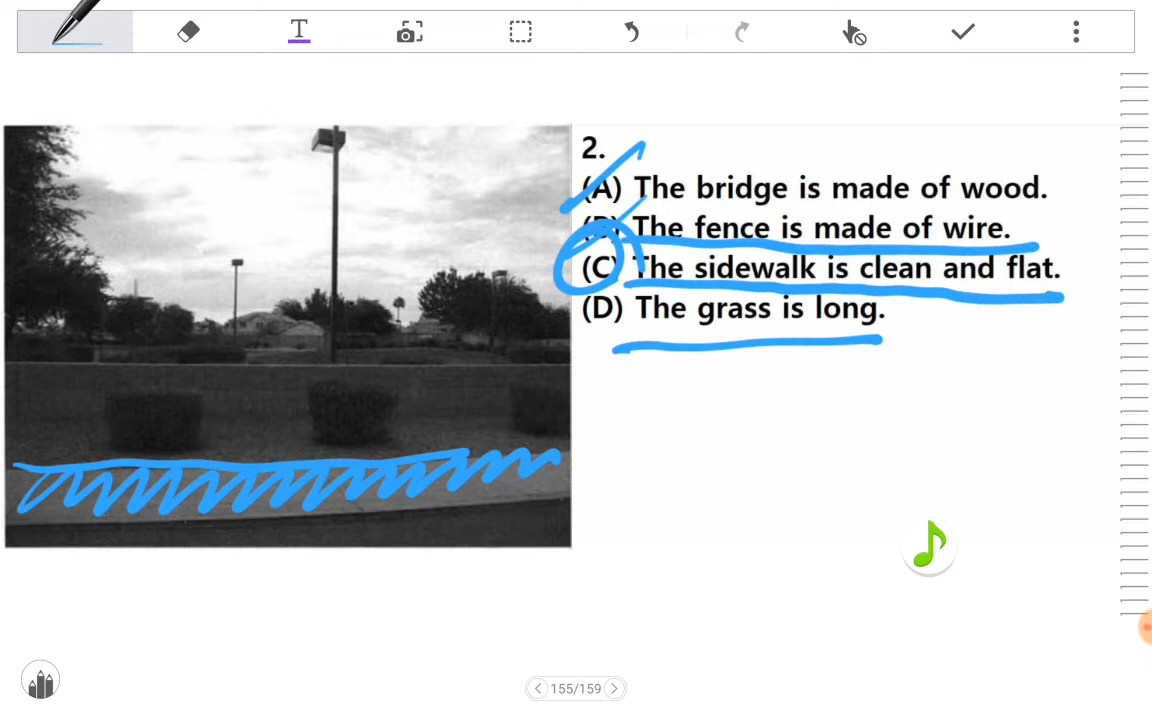 T
2.
(A) The bridge is made of wood.
(B) The fence is made of wire.
(C) The sidewalk is clean and flat.
(D) The grass is long.
155/159